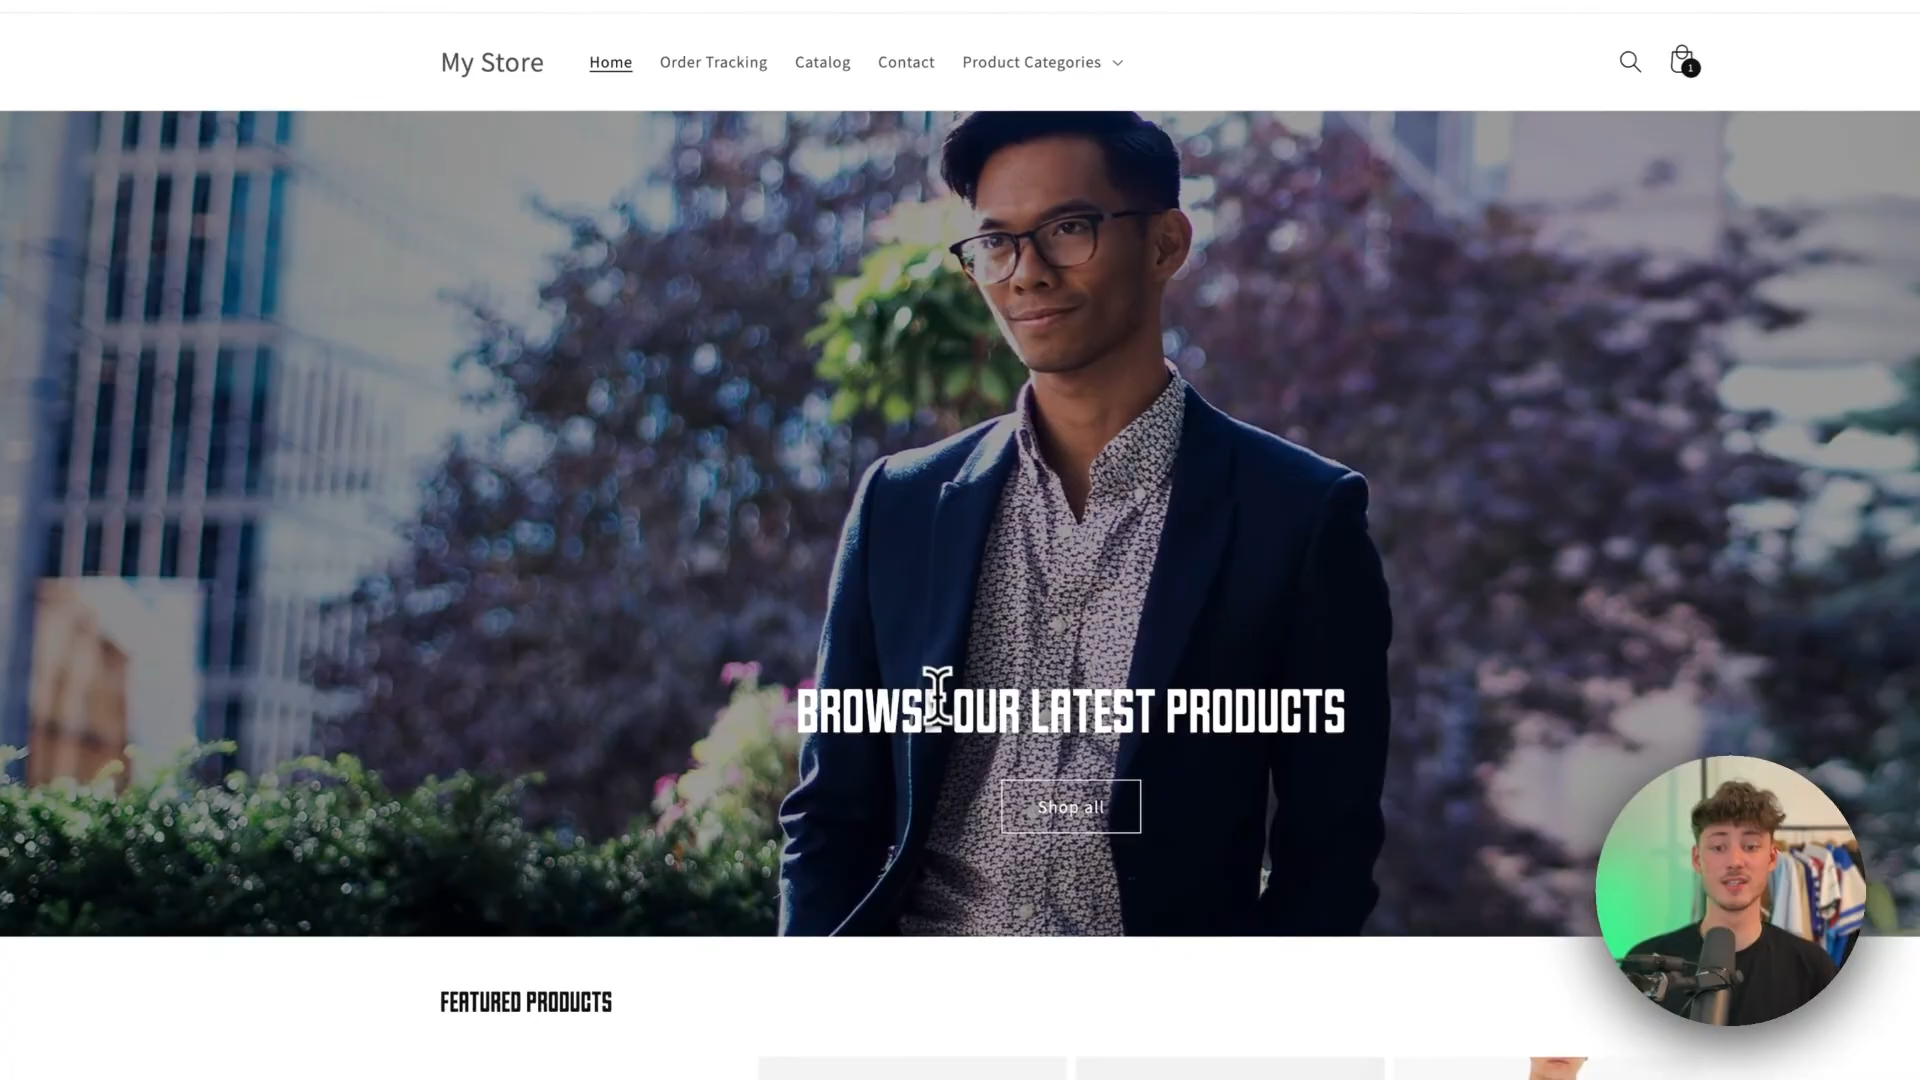 My Store
Home
Order Tracking
Catalog
Contact
Product Categories
1
BROWSE OUR LATEST PRODUCTS
Shop all
FEATURED PRODUCTS